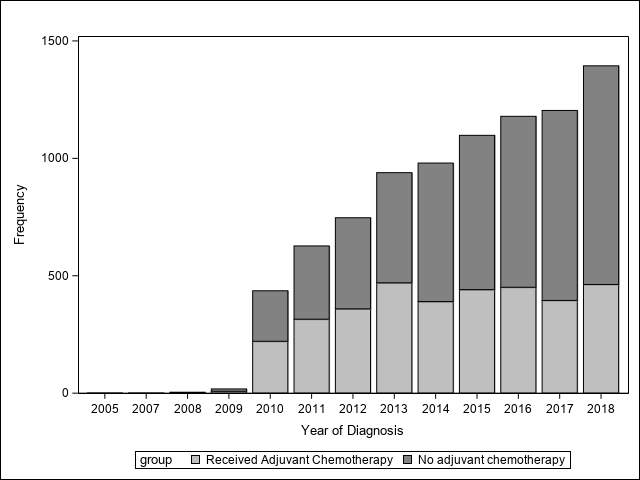 1500
1000
500
0
Frequency
2005 2007 2008 2009 2010 2011 2012 2013 2014 2015 2016 2017 2018
Year of Diagnosis
group Received Adjuvant Chemotherapy No adjuvant chemotherapy